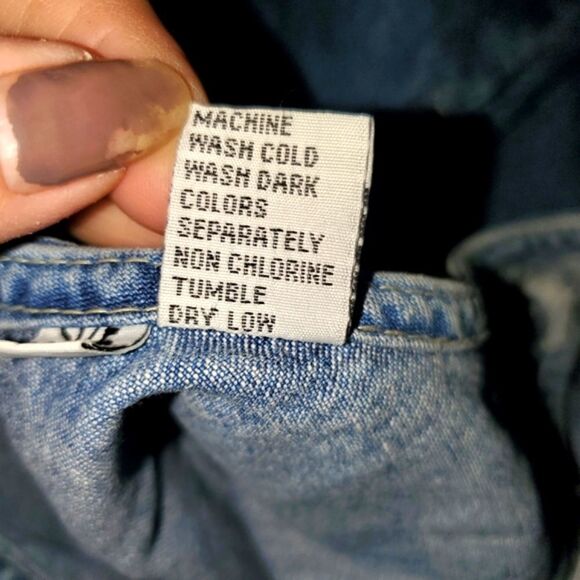 MACHINE
WASH COLD
WASH DARK
COLORS
SEPARATELY
NON CHLORINE
TUMBLE
DRY LOW